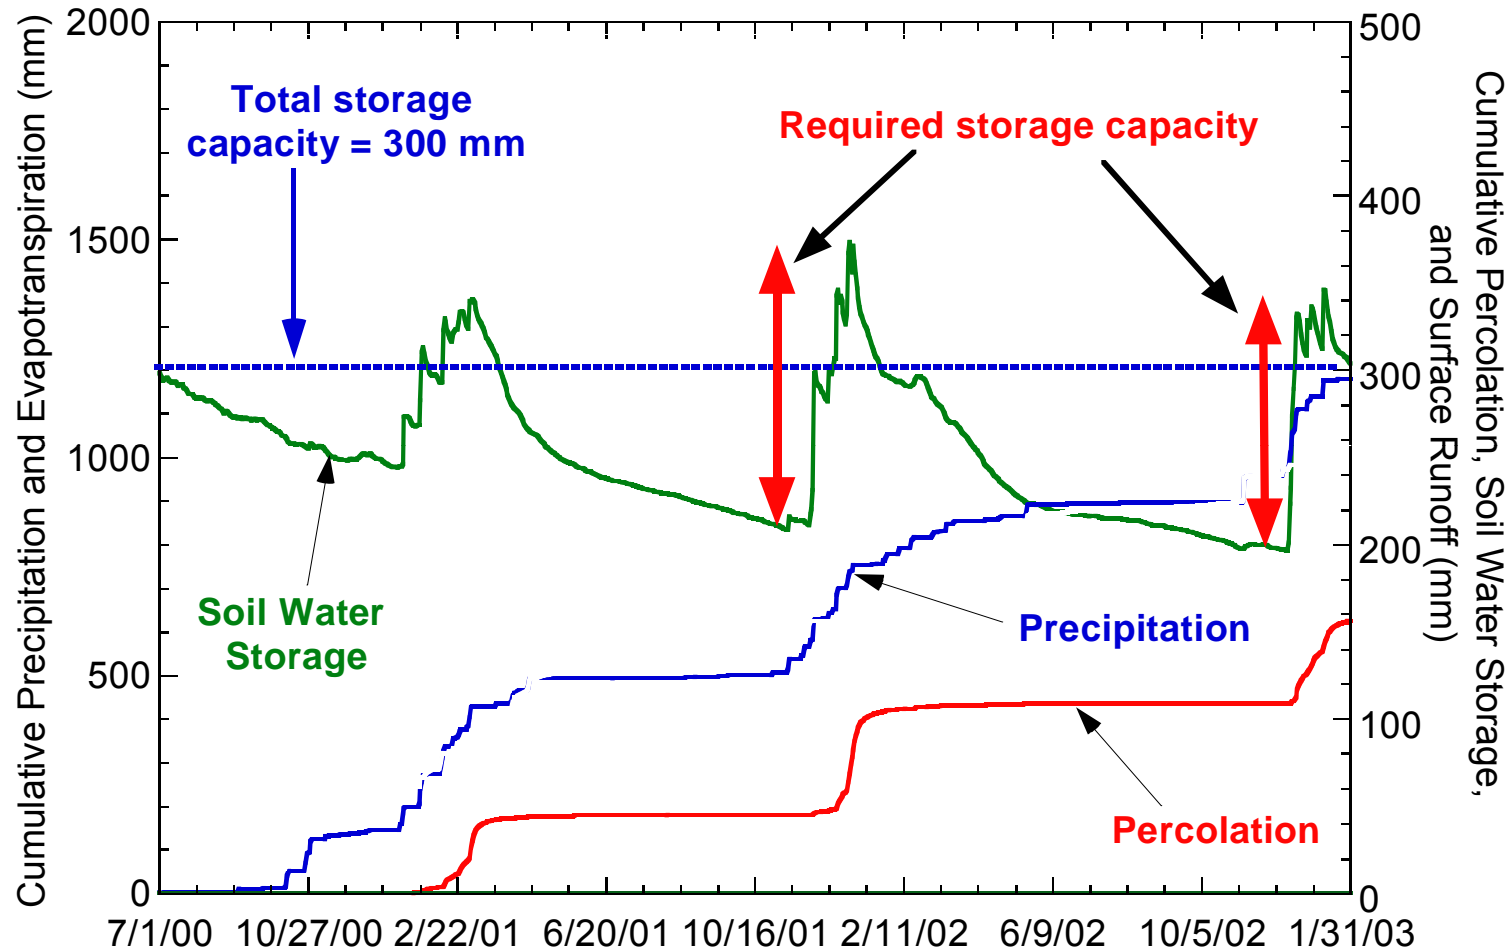 Cumulative Precipitation and Evapotranspiration (mm)
2000
1500
1000
500
0
Total storage
capacity = 300 mm
Required storage capacity
Soil Water
Storage
Precipitation
Percolation
500
400
300
200
100
0
Cumulative Percolation, Soil Water Storage,
and Surface Runoff (mm)
7/1/00 10/27/00 2/22/01 6/20/01 10/16/01 2/11/02 6/9/02 10/5/02 1/31/03